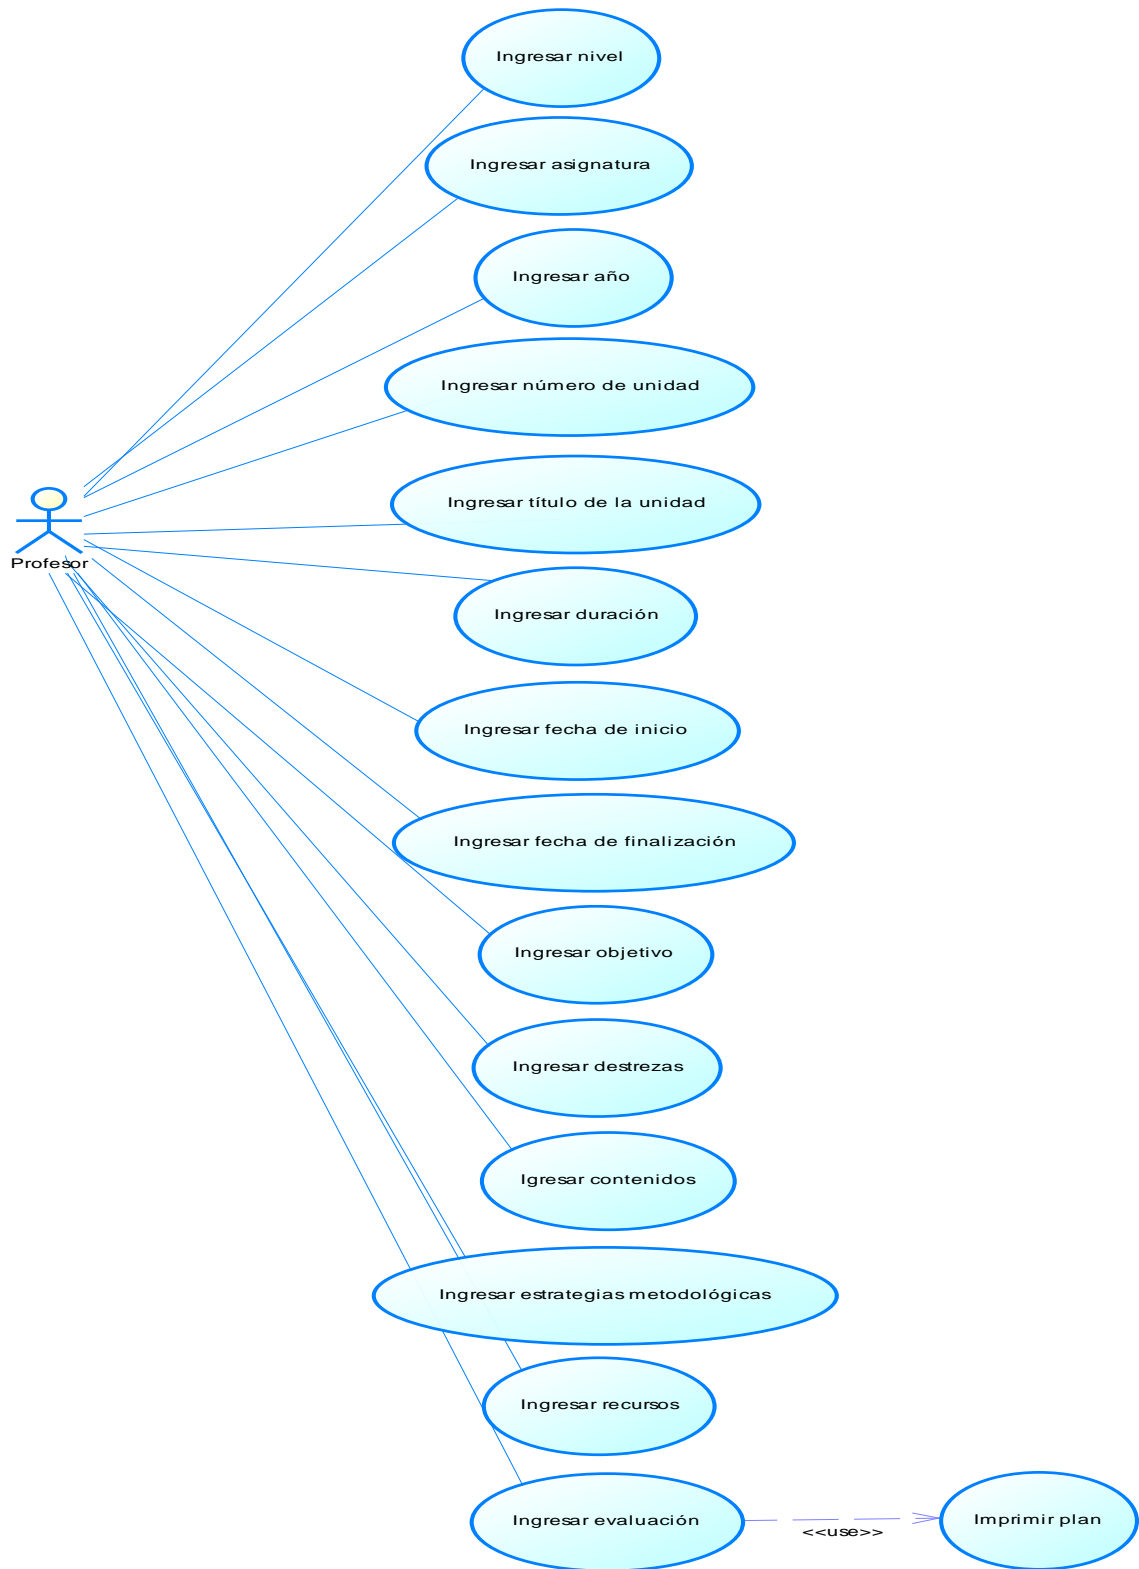 Ingresar nivel
Ingresar asignatura
Ingresar año
Ingresar número de unidad
Ingresar título de la unidad
Profesor
Ingresar duración
Ingresar fecha de inicio
Ingresar fecha de finalización
Ingresar objetivo
Ingresar destrezas
Igresar contenidos
Ingresar estrategias metodológicas
Ingresar recursos
Ingresar evaluación
<<use>>
Imprimir plan